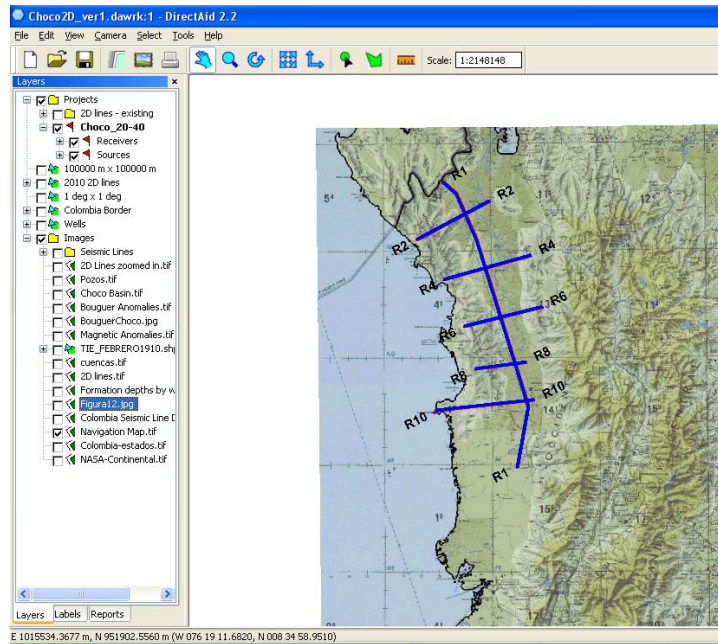 Choco2D_ver1.dawrk:1 - DirectAid 2.2
File Edit View Camera Select Tools Help
Scale: 1:2148148
Layers
Projects
2D lines - existing
Choco_20-40
Receivers
Sources
100000 m x 100000 m
2010 2D lines
1 deg x 1 deg
Colombia Border
Wells
Images
Seismic Lines
2D Lines zoomed in.tif
Pozos.tif
Choco Basin.tif
Bouguer Anomalies.tif
BouguerChoco.jpg
Magnetic Anomalies.tif
TIE_FEBRERO1910.sh
cuencas.tif
2D lines.tif
Formation depths by w
Figura12.jpg
Colombia Seismic Line D
Navigation Map.tif
Colombia-estados.tif
NASA-Continental.tif
Layers Labels Reports
R1
R2
R2
R4
R4
R6
R6
R8
R8
R10
R10
R1
E 1015534.3677 m, N 951902.5560 m (W 076 19 11.6820, N 008 34 58.9510)